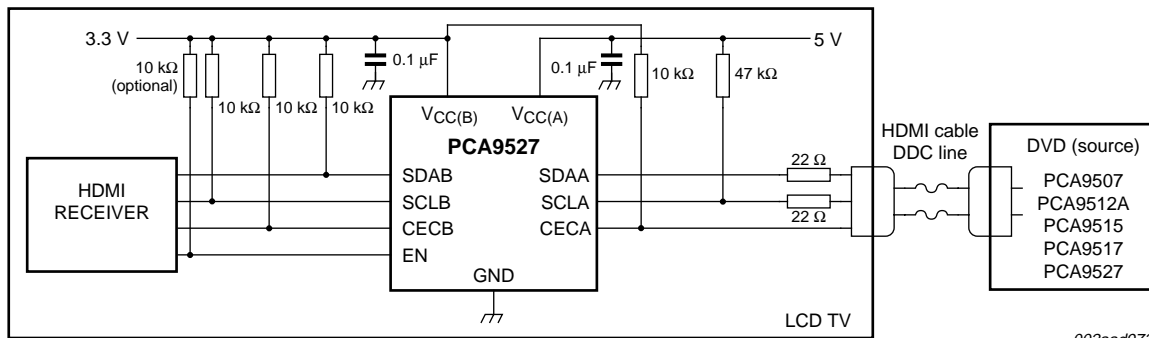 3.3 V
5 V
10 kΩ
(optional)
10 kΩ
10 kΩ
10 kΩ
0.1 μF
0.1 μF
10 kΩ
47 kΩ
VCC(B)
VCC(A)
PCA9527
SDAB
SCLB
CECB
EN
SDAA
SCLA
CECA
GND
HDMI
RECEIVER
22 Ω
22 Ω
LCD TV
HDMI cable
DDC line
DVD (source)
PCA9507
PCA9512A
PCA9515
PCA9517
PCA9527